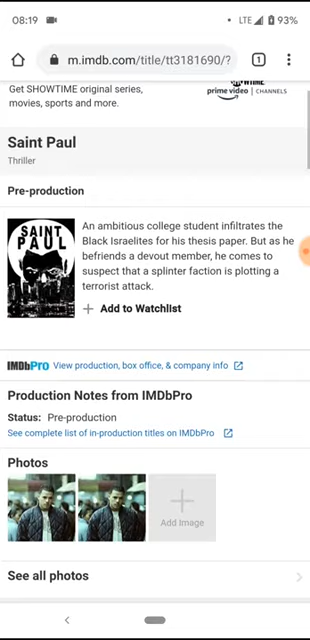 08:19
LTE 93%
m.imdb.com/title/tt3181690/?
1
Get SHOWTIME original series,
movies, sports and more.
prime video | CHANNELS
Saint Paul
Thriller
Pre-production
SAINT
PAUL
An ambitious college student infiltrates the
Black Israelites for his thesis paper. But as he
befriends a devout member, he comes to
suspect that a splinter faction is plotting a
terrorist attack.
+ Add to Watchlist
IMDbPro View production, box office, & company info
Production Notes from IMDbPro
Status: Pre-production
See complete list of in-production titles on IMDbPro
Photos
Add Image
See all photos